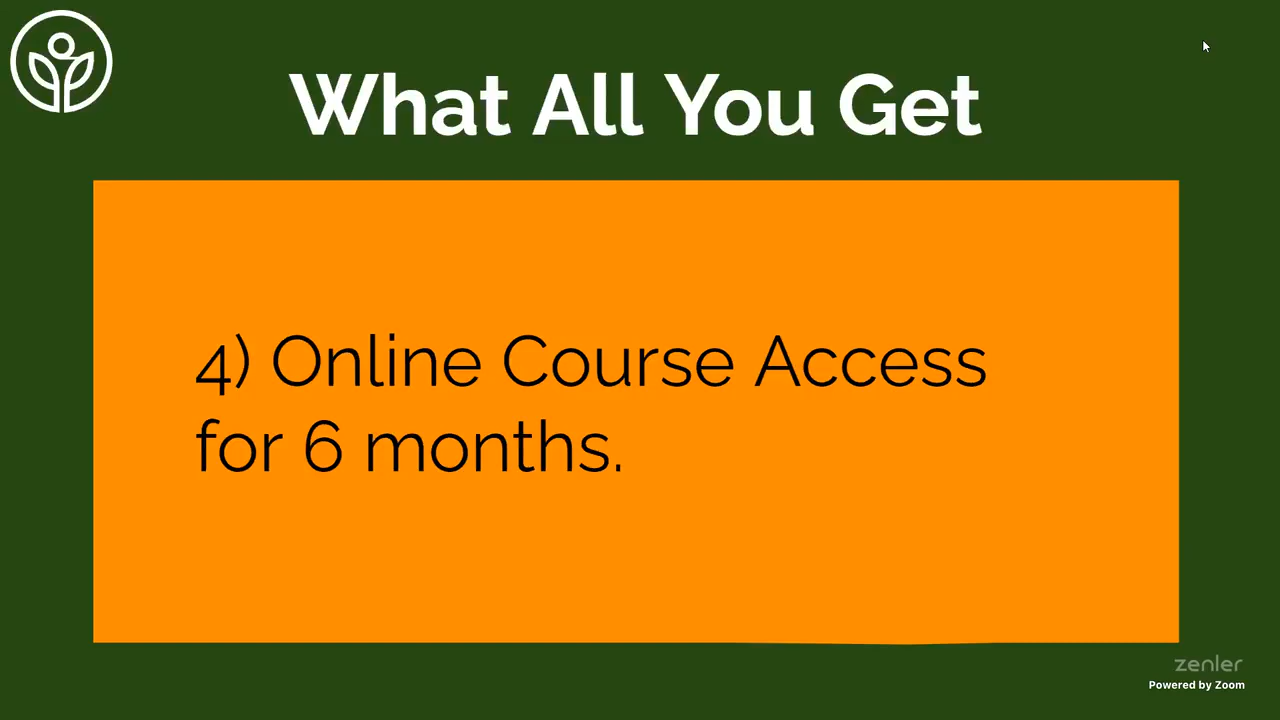 What All You Get
4) Online Course Access
for 6 months.
zenler
Powered by Zoom